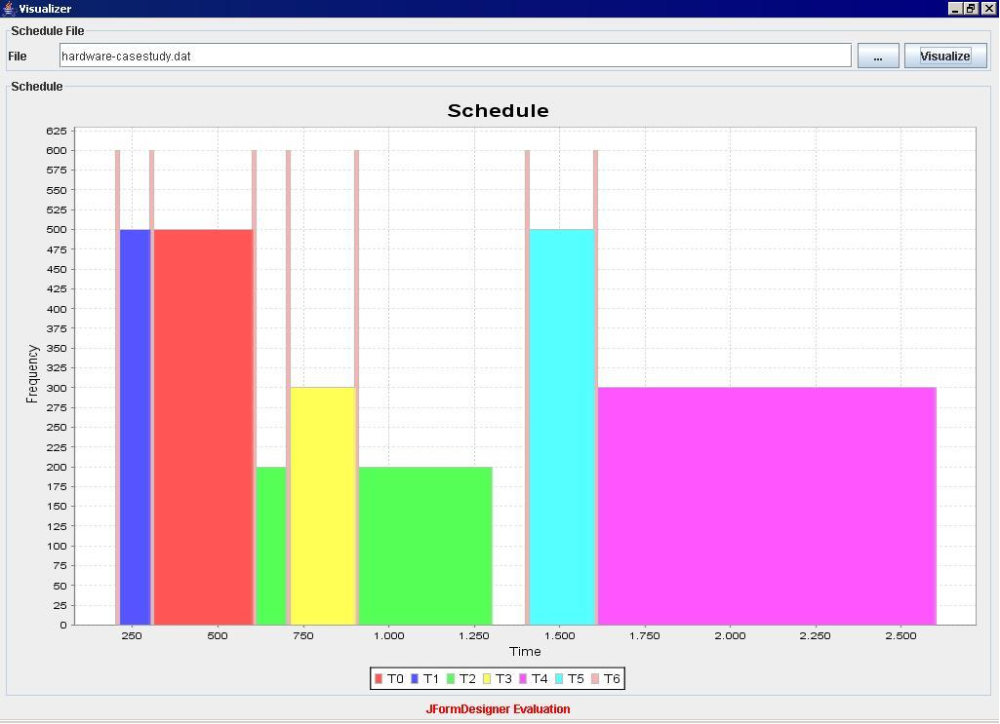 Visualizer
Schedule File
File hardware-casestudy.dat ... Visualize
Schedule
Schedule
625
600
575
550
525
500
475
450
425
400
375
350
325
300
275
250
225
200
175
150
125
100
75
50
25
0
Frequency
250 500 750 1.000 1.250 1.500 1.750 2.000 2.250 2.500
Time
T0 T1 T2 T3 T4 T5 T6
JFormDesigner Evaluation